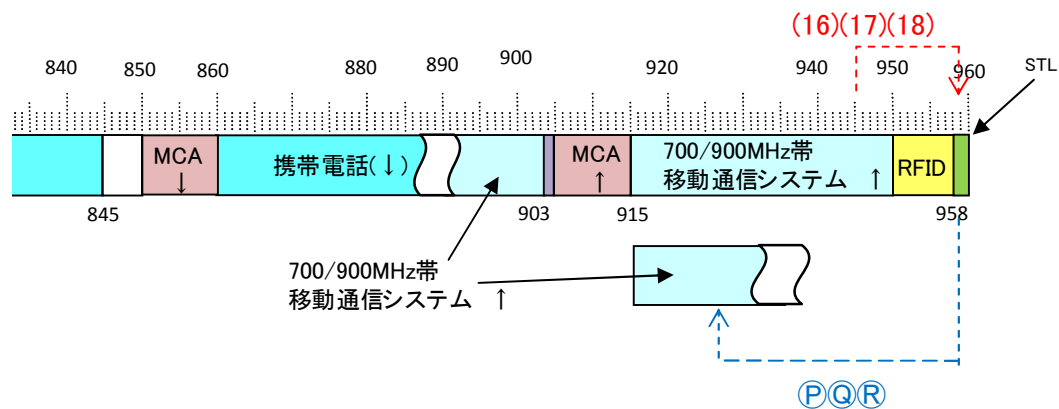 (16)(17)(18)
840 850 860 880 890 900 920 940 950 960 STL
MCA
↓
携帯電話(↓)
MCA
↑
700/900MHz帯
移動通信システム ↑
RFID
845 903 915 958
700/900MHz帯
移動通信システム ↑
ⓅⓆⓇ